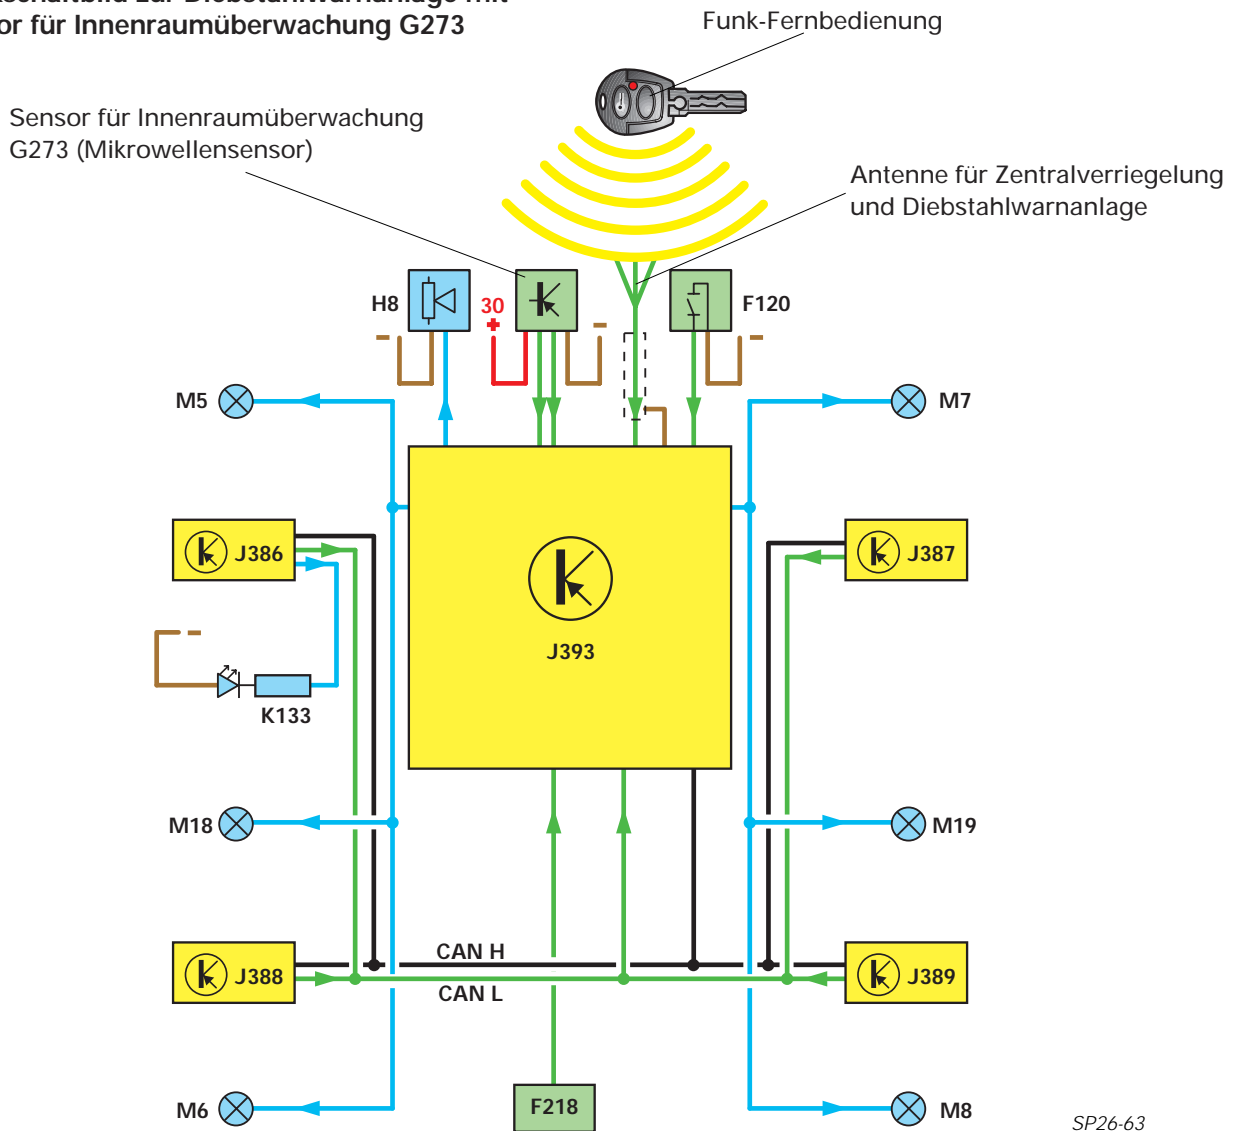 or für Innenraumüberwachung G273
Funk-Fernbedienung
Sensor für Innenraumüberwachung
G273 (Mikrowellensensor)
Antenne für Zentralverriegelung
und Diebstahlwarnanlage
H8
30
+
F120
M5
M7
J386
J387
J393
K133
M18
M19
CAN H
J388
J389
CAN L
F218
M6
M8
SP26-63